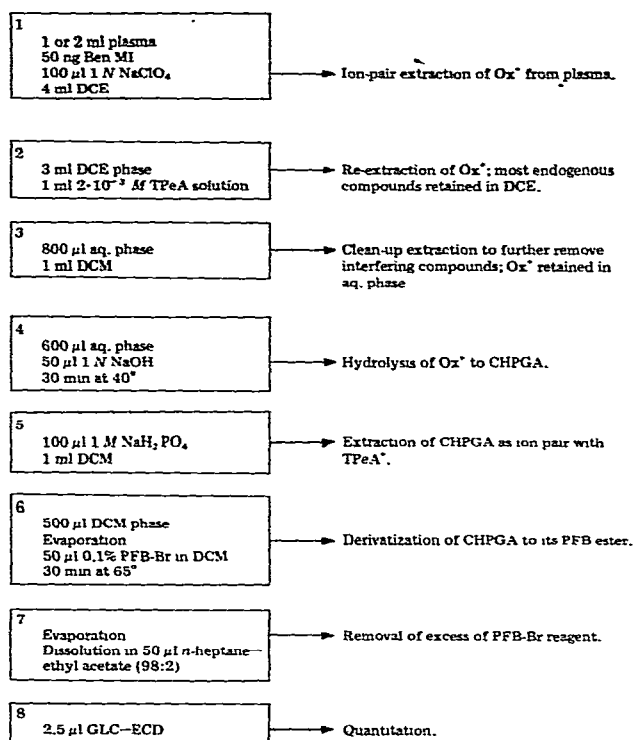 1
1 or 2 ml plasma
50 ng Ben MI
100 µl 1 N NaClO₄
4 ml DCE
Ion-pair extraction of Ox⁺ from plasma.
2
3 ml DCE phase
1 ml 2·10⁻³ M TPeA solution
Re-extraction of Ox⁺; most endogenous
compounds retained in DCE.
3
800 µl aq. phase
1 ml DCM
Clean-up extraction to further remove
interfering compounds; Ox⁺ retained in
aq. phase
4
600 µl aq. phase
50 µl 1 N NaOH
30 min at 40°
Hydrolysis of Ox⁺ to CHPGA.
5
100 µl 1 M NaH₂PO₄
1 ml DCM
Extraction of CHPGA as ion pair with
TPeA⁺.
6
500 µl DCM phase
Evaporation
50 µl 0.1% PFB-Br in DCM
30 min at 65°
Derivatization of CHPGA to its PFB ester.
7
Evaporation
Dissolution in 50 µl n-heptane—
ethyl acetate (98:2)
Removal of excess of PFB-Br reagent.
8
2.5 µl GLC—ECD
Quantitation.